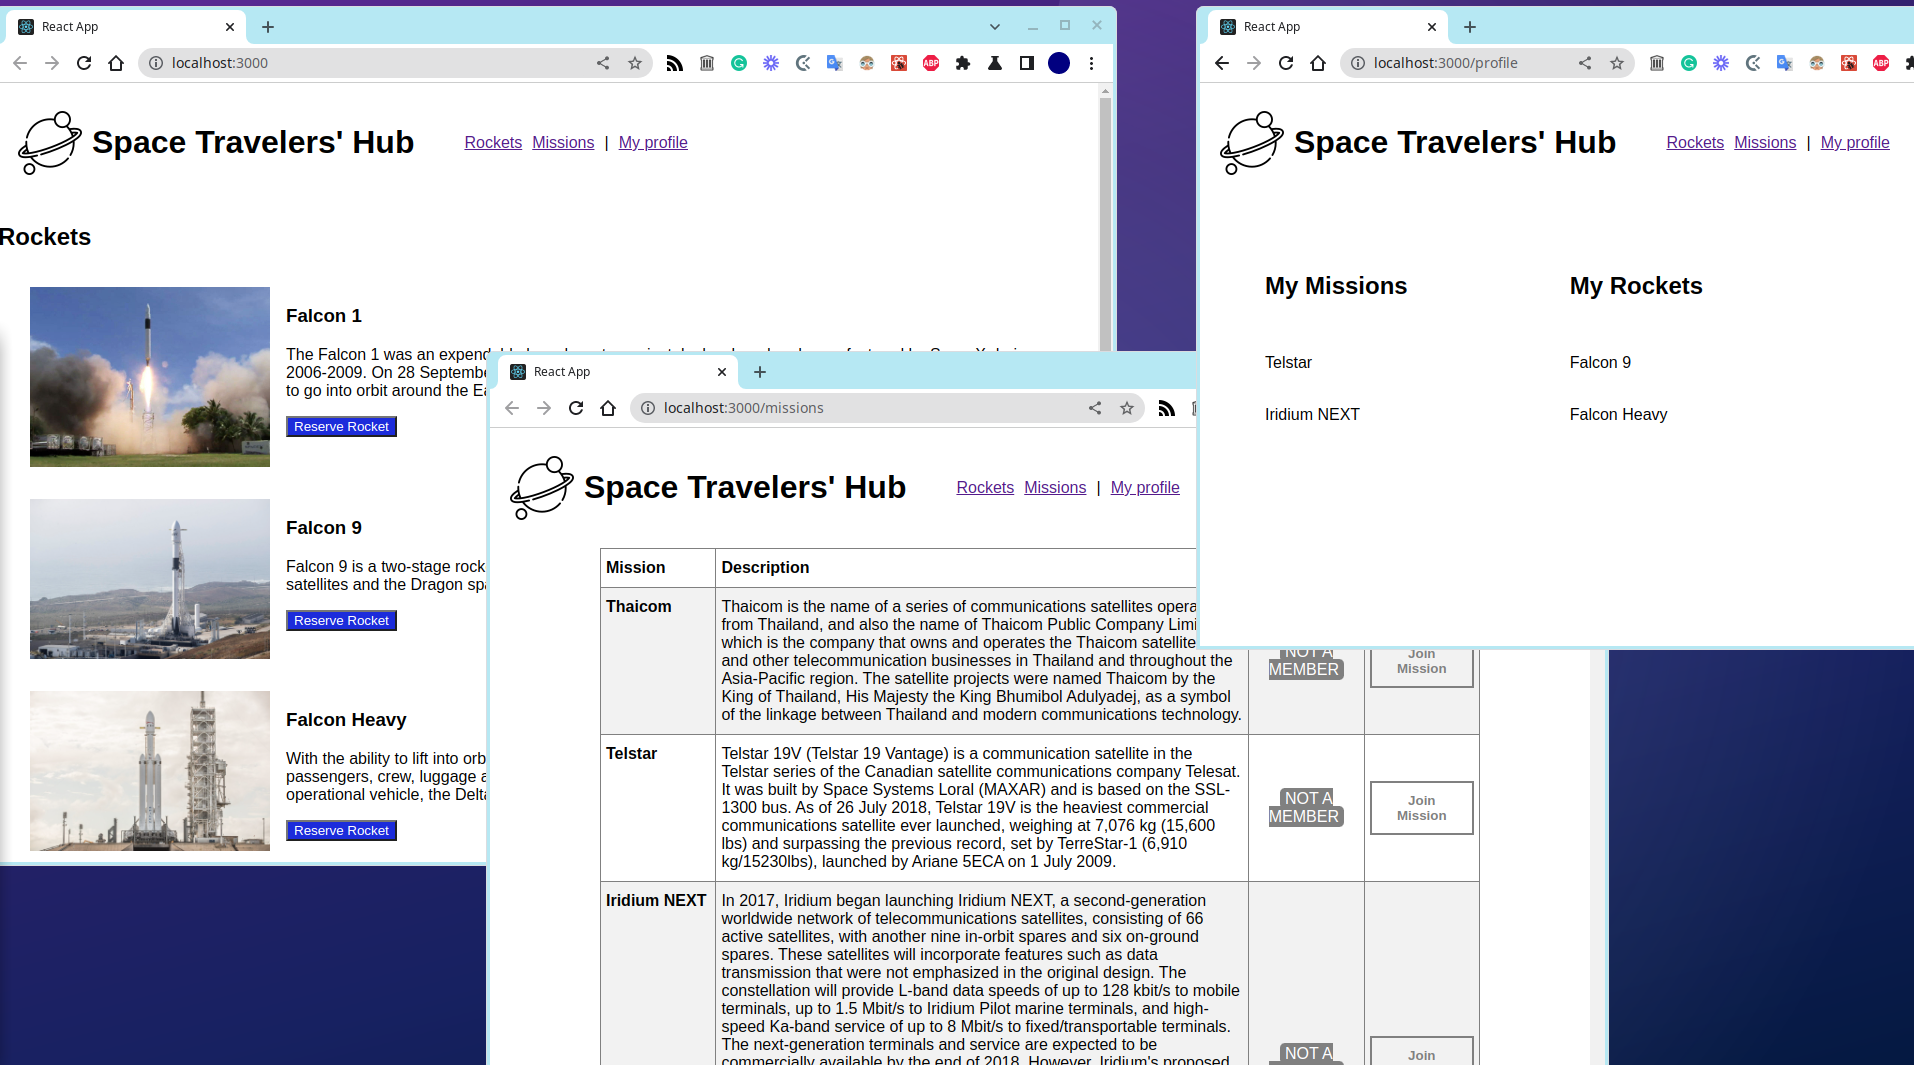 React App
localhost:3000
Space Travelers' Hub
Rockets Missions | My profile
Rockets
Falcon 1
The Falcon 1 was an expend
2006-2009. On 28 Septembe
to go into orbit around the Ea
Reserve Rocket
Falcon 9
Falcon 9 is a two-stage rock
satellites and the Dragon spa
Reserve Rocket
Falcon Heavy
With the ability to lift into orb
passengers, crew, luggage a
operational vehicle, the Delta
Reserve Rocket
React App
localhost:3000/missions
Space Travelers' Hub
Rockets Missions | My profile
Mission Description
Thaicom
Thaicom is the name of a series of communications satellites opera
from Thailand, and also the name of Thaicom Public Company Limi
which is the company that owns and operates the Thaicom satellite
and other telecommunication businesses in Thailand and throughout the
Asia-Pacific region. The satellite projects were named Thaicom by the
King of Thailand, His Majesty the King Bhumibol Adulyadej, as a symbol
of the linkage between Thailand and modern communications technology.
NOT A
MEMBER
Join
Mission
Telstar
Telstar 19V (Telstar 19 Vantage) is a communication satellite in the
Telstar series of the Canadian satellite communications company Telesat.
It was built by Space Systems Loral (MAXAR) and is based on the SSL-
1300 bus. As of 26 July 2018, Telstar 19V is the heaviest commercial
communications satellite ever launched, weighing at 7,076 kg (15,600
lbs) and surpassing the previous record, set by TerreStar-1 (6,910
kg/15230lbs), launched by Ariane 5ECA on 1 July 2009.
NOT A
MEMBER
Join
Mission
Iridium NEXT
In 2017, Iridium began launching Iridium NEXT, a second-generation
worldwide network of telecommunications satellites, consisting of 66
active satellites, with another nine in-orbit spares and six on-ground
spares. These satellites will incorporate features such as data
transmission that were not emphasized in the original design. The
constellation will provide L-band data speeds of up to 128 kbit/s to mobile
terminals, up to 1.5 Mbit/s to Iridium Pilot marine terminals, and high-
speed Ka-band service of up to 8 Mbit/s to fixed/transportable terminals.
The next-generation terminals and service are expected to be
commercially available by the end of 2018. However, Iridium's proposed
NOT A
Join
React App
localhost:3000/profile
ABP
Space Travelers' Hub
Rockets Missions | My profile
My Missions
Telstar
Iridium NEXT
My Rockets
Falcon 9
Falcon Heavy